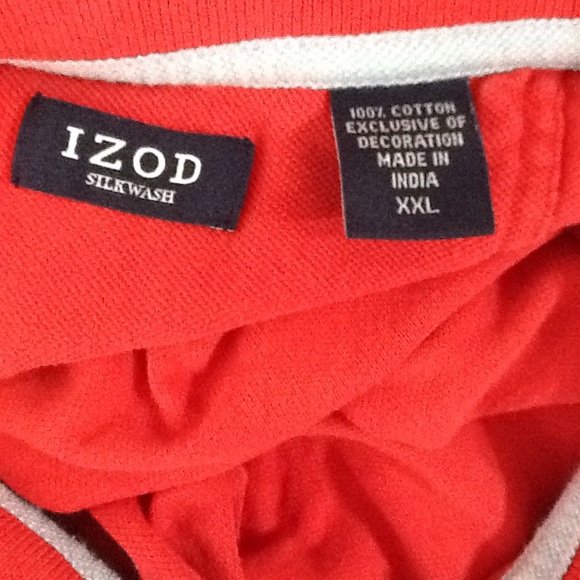 IZOD
SILKWASH
100% COTTON
EXCLUSIVE OF
DECORATION
MADE IN
INDIA
XXL